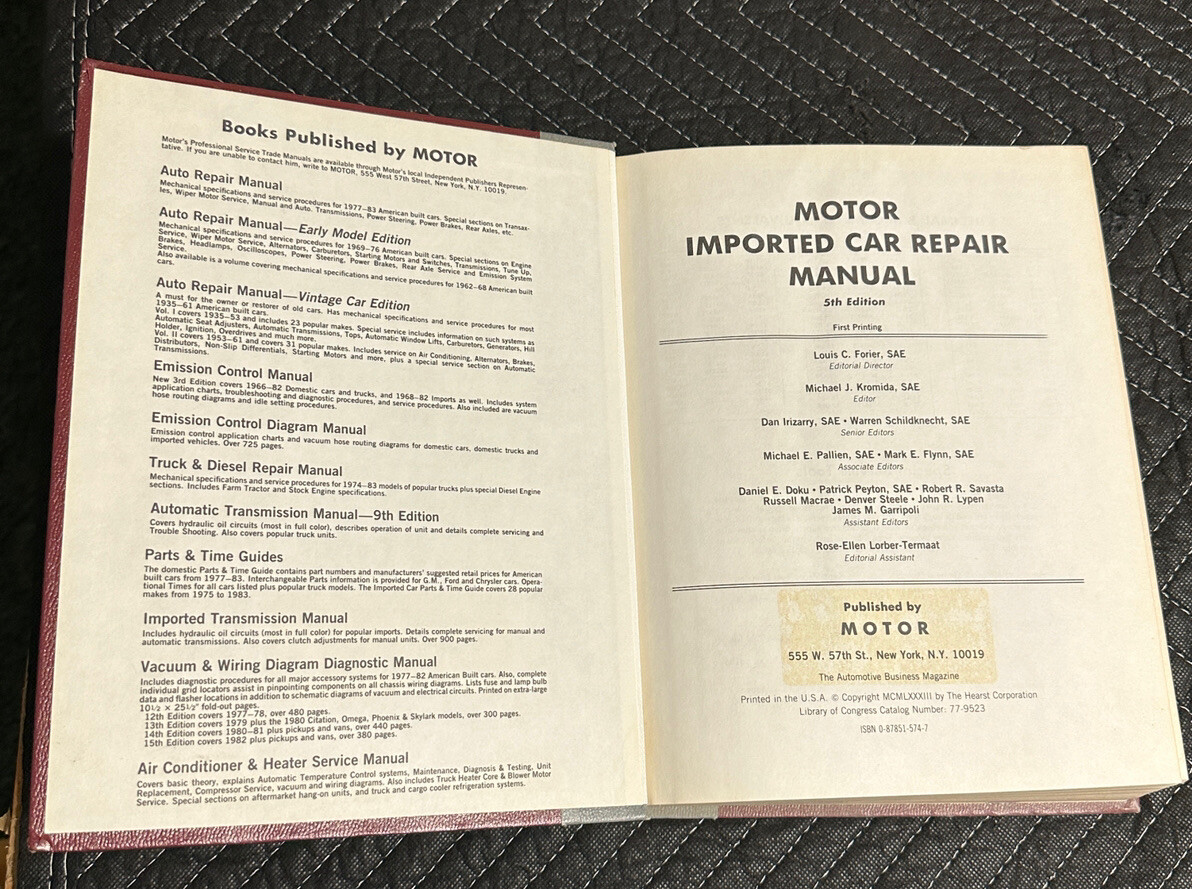 Books Published by MOTOR
Motor's Professional Service Trade Manuals are available through Motor's local Independent Publishers Represen-
tative. If you are unable to contact him, write to MOTOR, 555 West 57th Street, New York, N.Y. 10019.
Auto Repair Manual
Mechanical specifications and service procedures for 1977–83 American built cars. Special sections on Transax-
les, Wiper Motor Service, Manual and Auto. Transmissions, Power Steering, Power Brakes, Rear Axles, etc.
Auto Repair Manual—Early Model Edition
Mechanical specifications and service procedures for 1969–76 American built cars. Special sections on Engine
Service, Wiper Motor Service, Alternators, Carburetors, Starting Motors and Switches, Transmissions, Tune Up,
Brakes, Headlamps, Oscilloscopes, Power Steering, Power Brakes, Rear Axle Service and Emission System
Service.
Also available is a volume covering mechanical specifications and service procedures for 1962–68 American built
cars.
Auto Repair Manual—Vintage Car Edition
A must for the owner or restorer of old cars. Has mechanical specifications and service procedures for most
1935–61 American built cars.
Vol. I covers 1935–53 and includes 23 popular makes. Special service includes information on such systems as
Automatic Seat Adjusters, Automatic Transmissions, Tops, Automatic Window Lifts, Carburetors, Generators, Hill
Holder, Ignition, Overdrives and much more.
Vol. II covers 1953–61 and covers 31 popular makes. Includes service on Air Conditioning, Alternators, Brakes,
Distributors, Non-Slip Differentials, Starting Motors and more, plus a special service section on Automatic
Transmissions.
Emission Control Manual
New 3rd Edition covers 1966–82 Domestic cars and trucks, and 1968–82 Imports as well. Includes system
application charts, troubleshooting and diagnostic procedures, and service procedures. Also included are vacuum
hose routing diagrams and idle setting procedures.
Emission Control Diagram Manual
Emission control application charts and vacuum hose routing diagrams for domestic cars, domestic trucks and
imported vehicles. Over 725 pages.
Truck & Diesel Repair Manual
Mechanical specifications and service procedures for 1974–83 models of popular trucks plus special Diesel Engine
sections. Includes Farm Tractor and Stock Engine specifications.
Automatic Transmission Manual—9th Edition
Covers hydraulic oil circuits (most in full color), describes operation of unit and details complete servicing and
Trouble Shooting. Also covers popular truck units.
Parts & Time Guides
The domestic Parts & Time Guide contains part numbers and manufacturers' suggested retail prices for American
built cars from 1977–83. Interchangeable Parts information is provided for G.M., Ford and Chrysler cars. Opera-
tional Times for all cars listed plus popular truck models. The Imported Car Parts & Time Guide covers 28 popular
makes from 1975 to 1983.
Imported Transmission Manual
Includes hydraulic oil circuits (most in full color) for popular imports. Details complete servicing for manual and
automatic transmissions. Also covers clutch adjustments for manual units. Over 900 pages.
Vacuum & Wiring Diagram Diagnostic Manual
Includes diagnostic procedures for all major accessory systems for 1977–82 American Built cars. Also, complete
individual grid locators assist in pinpointing components on all chassis wiring diagrams. Lists fuse and lamp bulb
data and flasher locations in addition to schematic diagrams of vacuum and electrical circuits. Printed on extra-large
10½ × 25½" fold-out pages.
12th Edition covers 1977–78, over 480 pages.
13th Edition covers 1979 plus the 1980 Citation, Omega, Phoenix & Skylark models, over 300 pages.
14th Edition covers 1980–81 plus pickups and vans, over 440 pages.
15th Edition covers 1982 plus pickups and vans, over 380 pages.
Air Conditioner & Heater Service Manual
Covers basic theory, explains Automatic Temperature Control systems, Maintenance, Diagnosis & Testing, Unit
Replacement, Compressor Service, vacuum and wiring diagrams. Also includes Truck Heater Core & Blower Motor
Service. Special sections on aftermarket hang-on units, and truck and cargo cooler refrigeration systems.
MOTOR
IMPORTED CAR REPAIR
MANUAL
5th Edition
First Printing
Louis C. Forier, SAE
Editorial Director
Michael J. Kromida, SAE
Editor
Dan Irizarry, SAE • Warren Schildknecht, SAE
Senior Editors
Michael E. Pallien, SAE • Mark E. Flynn, SAE
Associate Editors
Daniel E. Doku • Patrick Peyton, SAE • Robert R. Savasta
Russell Macrae • Denver Steele • John R. Lypen
James M. Garripoli
Assistant Editors
Rose-Ellen Lorber-Termaat
Editorial Assistant
Published by
MOTOR
555 W. 57th St., New York, N.Y. 10019
The Automotive Business Magazine
Printed in the U.S.A. © Copyright MCMLXXXIII by The Hearst Corporation
Library of Congress Catalog Number: 77-9523
ISBN 0-87851-574-7